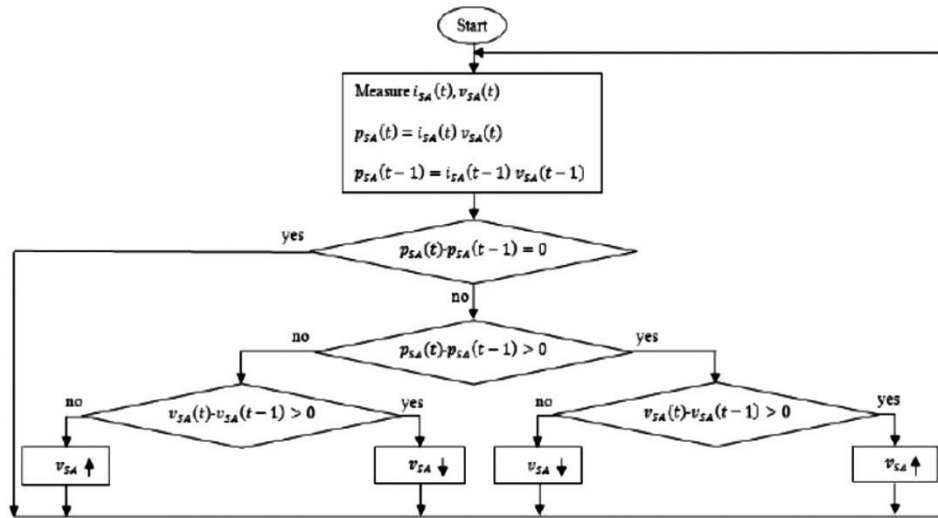 Start
Measure i_SA(t), v_SA(t)
p_SA(t) = i_SA(t) v_SA(t)
p_SA(t−1) = i_SA(t−1) v_SA(t−1)
yes
p_SA(t)-p_SA(t − 1) = 0
no
no
p_SA(t)-p_SA(t − 1) > 0
yes
no
v_SA(t)-v_SA(t − 1) > 0
yes
no
v_SA(t)-v_SA(t − 1) > 0
yes
v_SA ↑
v_SA ↓
v_SA ↓
v_SA ↑